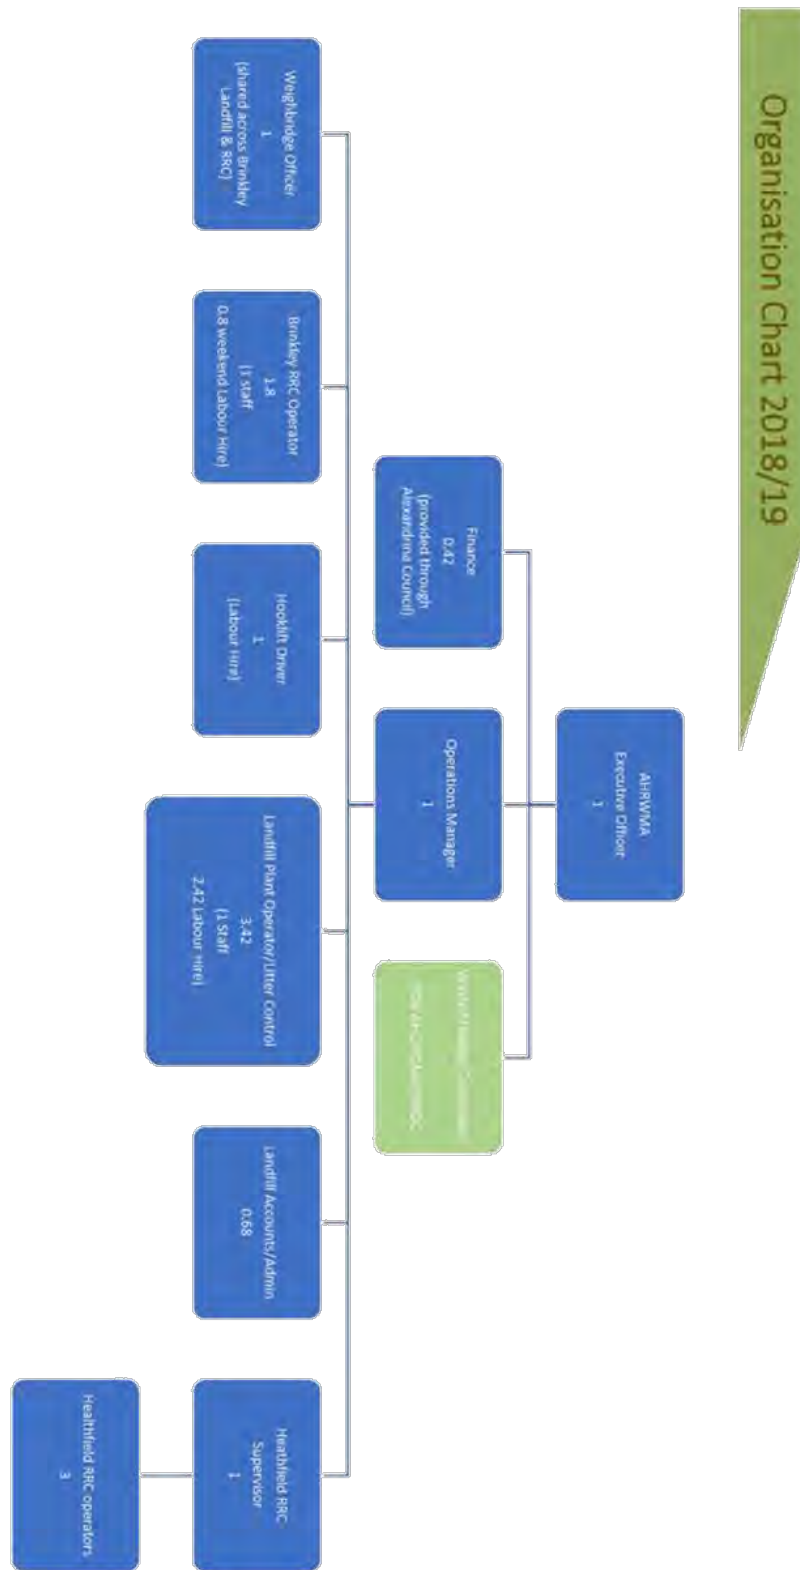 Organisation Chart 2018/19
AHRWMA
Executive Officer
1
Finance
0.42
(provided through
Alexandrina Council)
Operations Manager
1
Weighbridge Officer
1
(shared across Brinkley
Landfill & RRC)
Brinkley RRC Operator
1.8
(1 staff
0.8 weekend Labour Hire)
Hooklift Driver
1
(Labour Hire)
Landfill Plant Operator/Litter Control
3.42
(1 Staff
2.42 Labour Hire)
Landfill Accounts/Admin
0.68
Heathfield RRC
Supervisor
1
Healthfield RRC operators
3